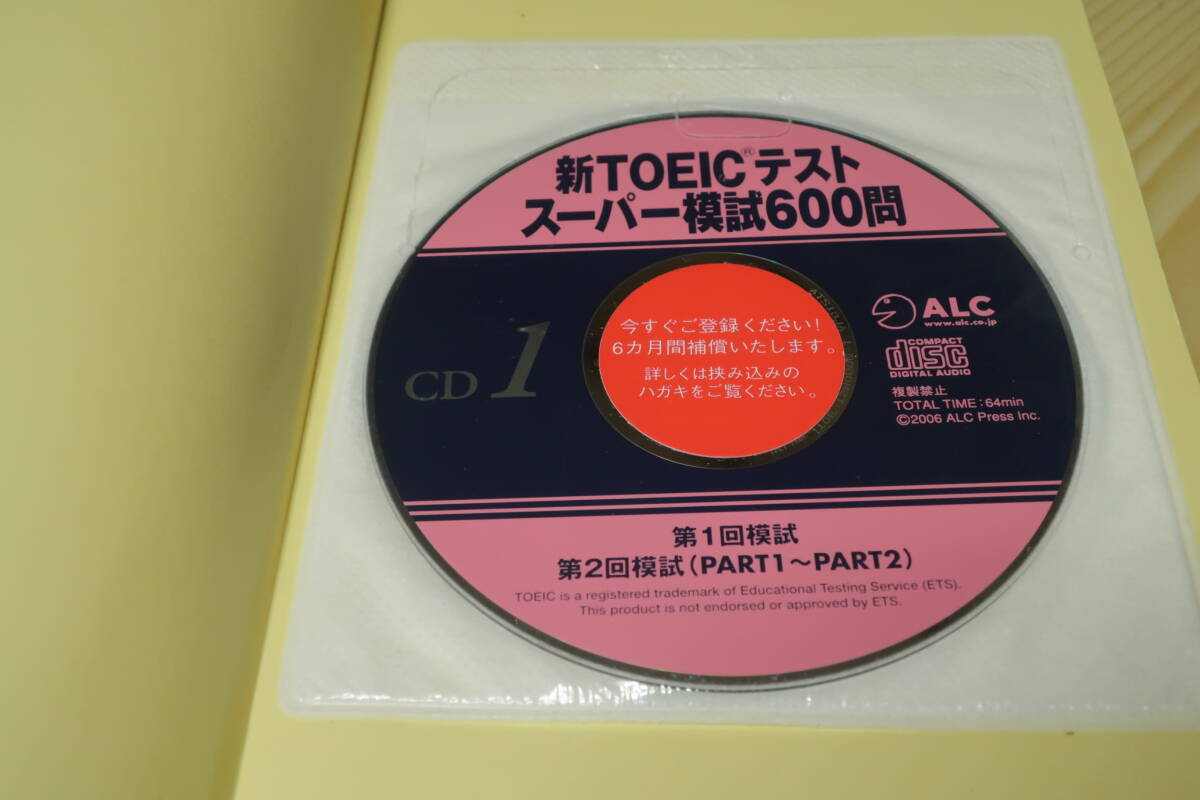 新TOEIC®テスト
スーパー模試600問
CD 1
今すぐご登録ください!
6カ月間補償いたします。
詳しくは挟み込みの
ハガキをご覧ください。
ALC
www.alc.co.jp
COMPACT
disc
DIGITAL AUDIO
複製禁止
TOTAL TIME:64min
©2006 ALC Press Inc.
第1回模試
第2回模試(PART1〜PART2)
TOEIC is a registered trademark of Educational Testing Service (ETS).
This product is not endorsed or approved by ETS.